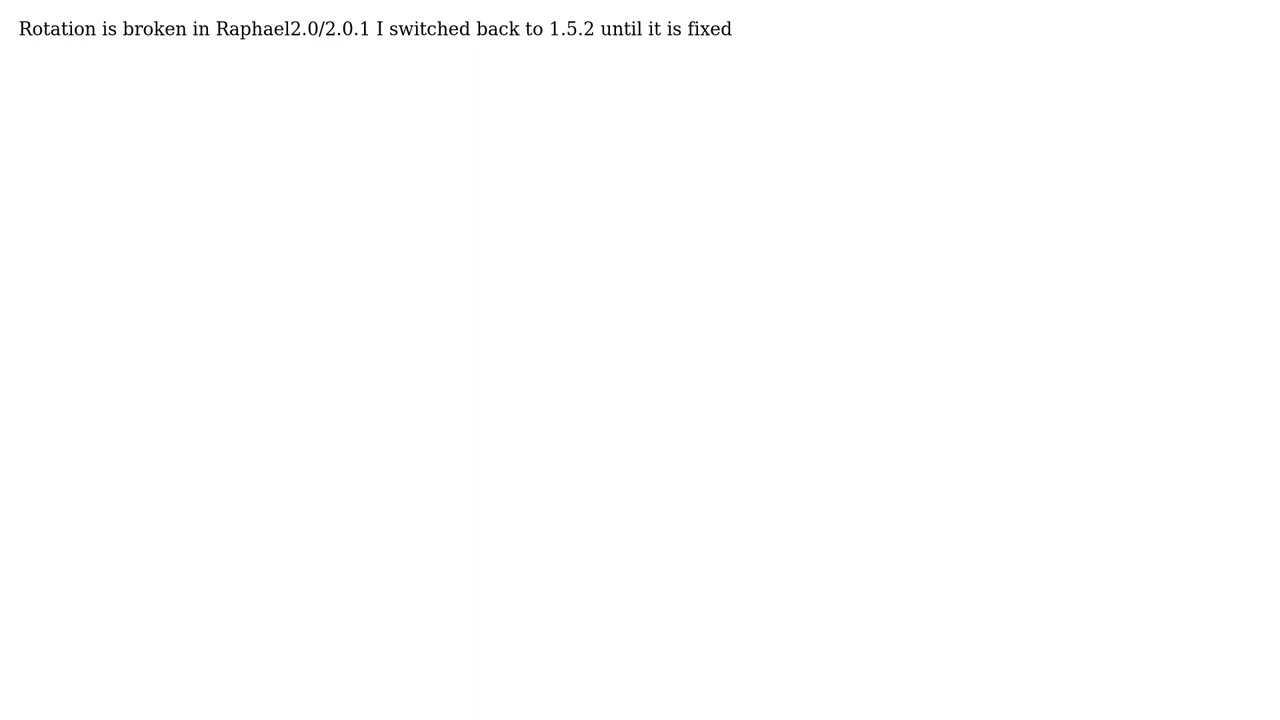 Rotation is broken in Raphael2.0/2.0.1 I switched back to 1.5.2 until it is fixed